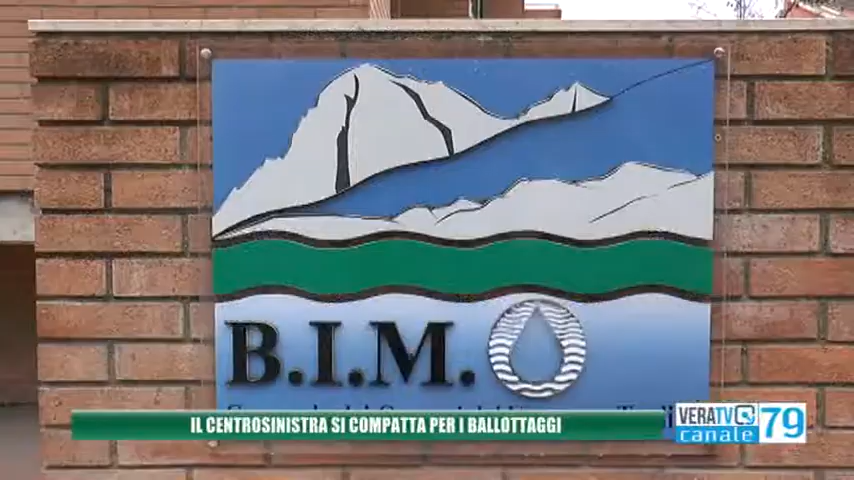 B.I.M.
IL CENTROSINISTRA SI COMPATTA PER I BALLOTTAGGI
VERATV
canale 79